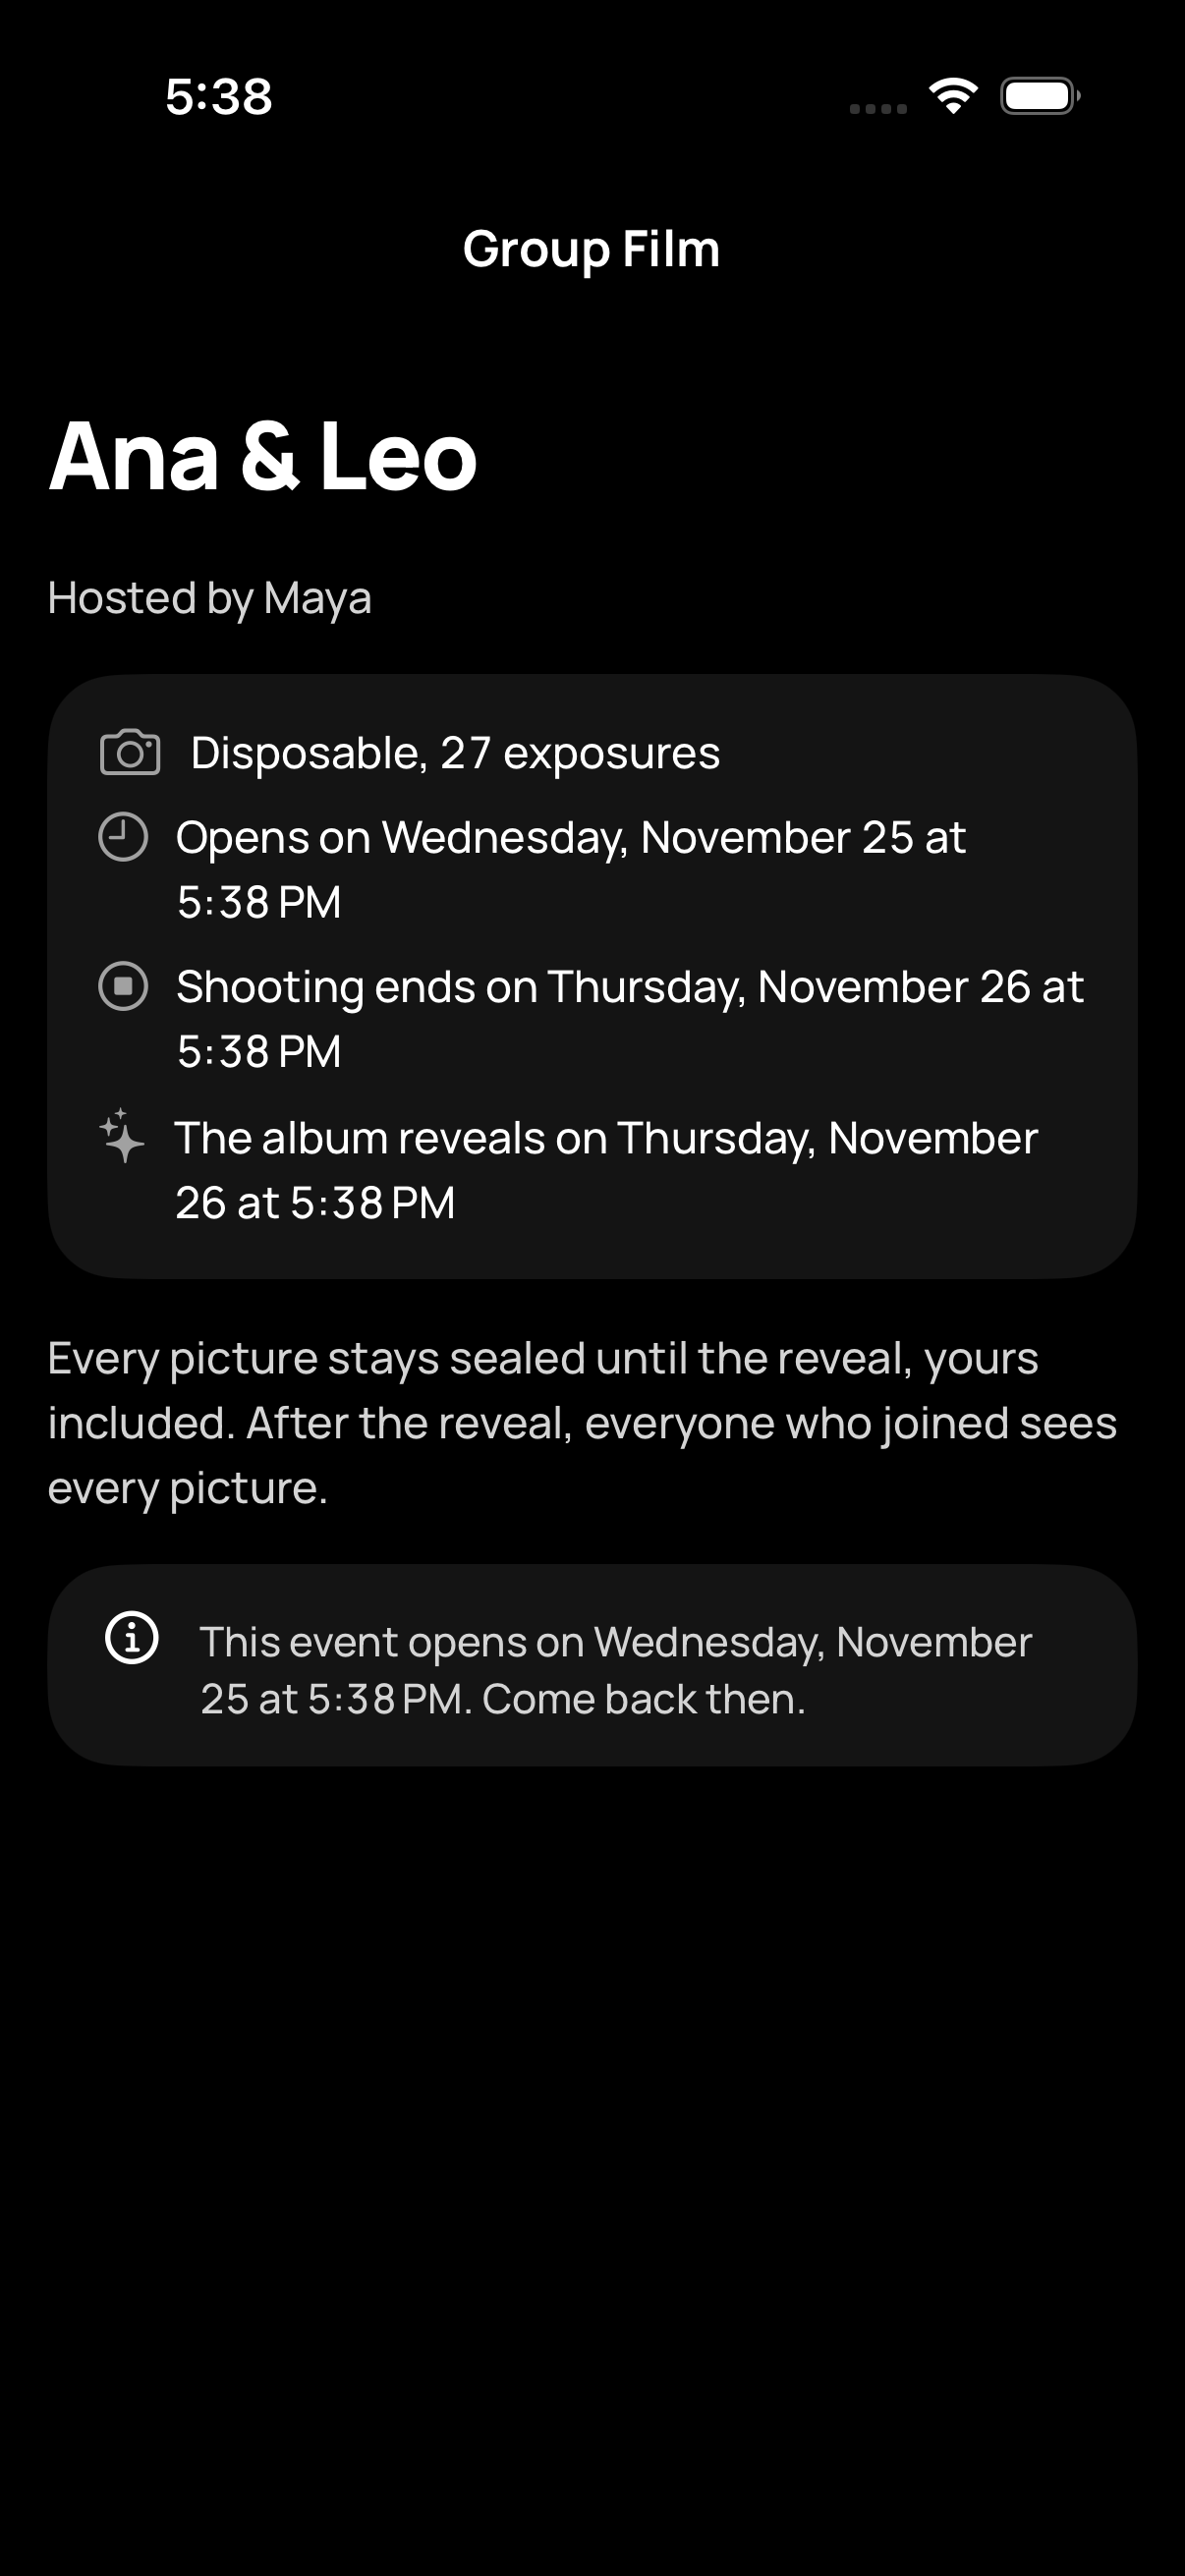 5:38
Group Film
Ana & Leo
Hosted by Maya
Disposable, 27 exposures
Opens on Wednesday, November 25 at
5:38 PM
Shooting ends on Thursday, November 26 at
5:38 PM
The album reveals on Thursday, November
26 at 5:38 PM
Every picture stays sealed until the reveal, yours
included. After the reveal, everyone who joined sees
every picture.
This event opens on Wednesday, November
25 at 5:38 PM. Come back then.